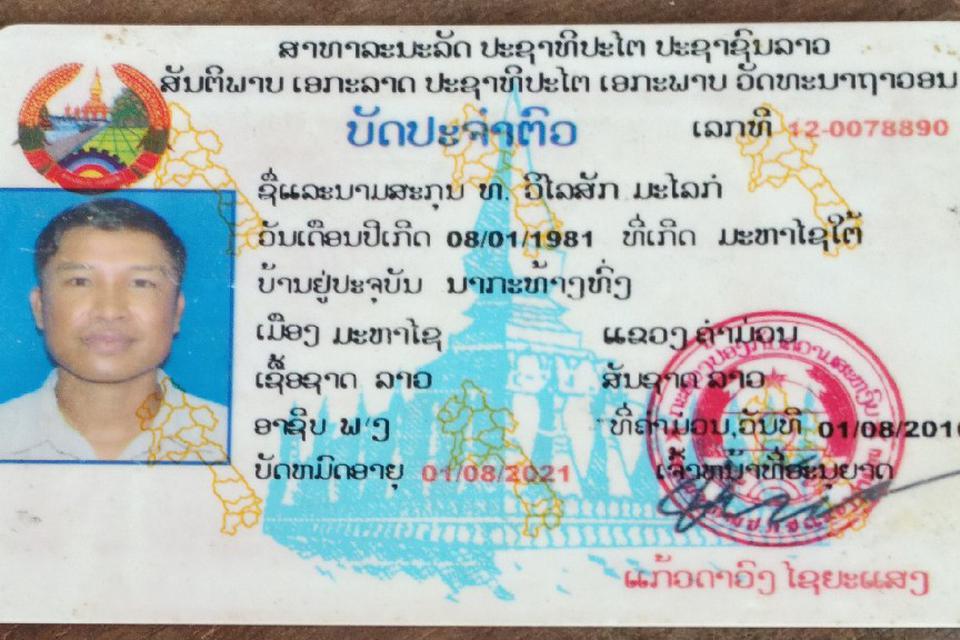 ສາທາລະນະລັດ ປະຊາທິປະໄຕ ປະຊາຊົນລາວ
ສັນຕິພາບ ເອກະລາດ ປະຊາທິປະໄຕ ເອກະພາບ ວັດທະນາຖາວອນ
ບັດປະຈຳຕົວ ເລກທີ 12-0078890
ຊື່ແລະນາມສະກຸນ ທ. ວິໄລສັກ ມະໄລກໍ
ວັນເດືອນປີເກີດ 08/01/1981 ທີ່ເກີດ ມະຫາໄຊໃຕ້
ບ້ານຢູ່ປະຈຸບັນ ນາກະທ້າງທົ່ງ
ເມືອງ ມະຫາໄຊ ແຂວງ ຄຳມ່ວນ
ເຊື້ອຊາດ ລາວ ສັນຊາດ ລາວ
ອາຊີບ ທີ່ຄຳມ່ວນ,ວັນທີ 01/08/2016
ບັດຫມົດອາຍຸ 01/08/2021 ເຈົ້າຫນ້າທີ່ອະນຸຍາດ
ແກ້ວດາວົງ ໄຊຍະແສງ